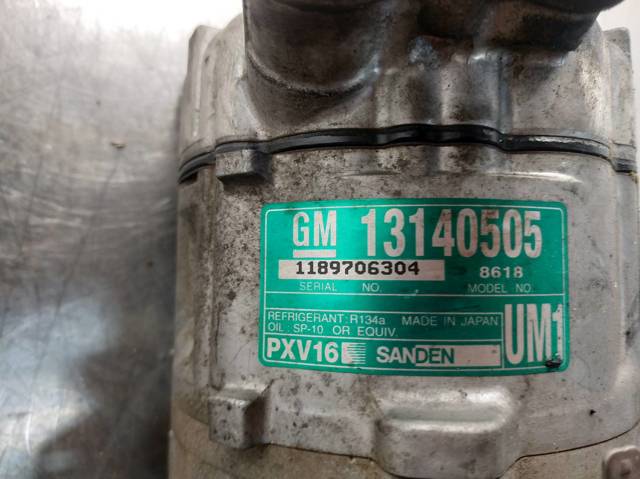 GM 13140505
1189706304 8618
SERIAL NO. MODEL NO.
REFRIGERANT: R134a MADE IN JAPAN
OIL : SP-10 OR EQUIV.
PXV16 SANDEN UM1